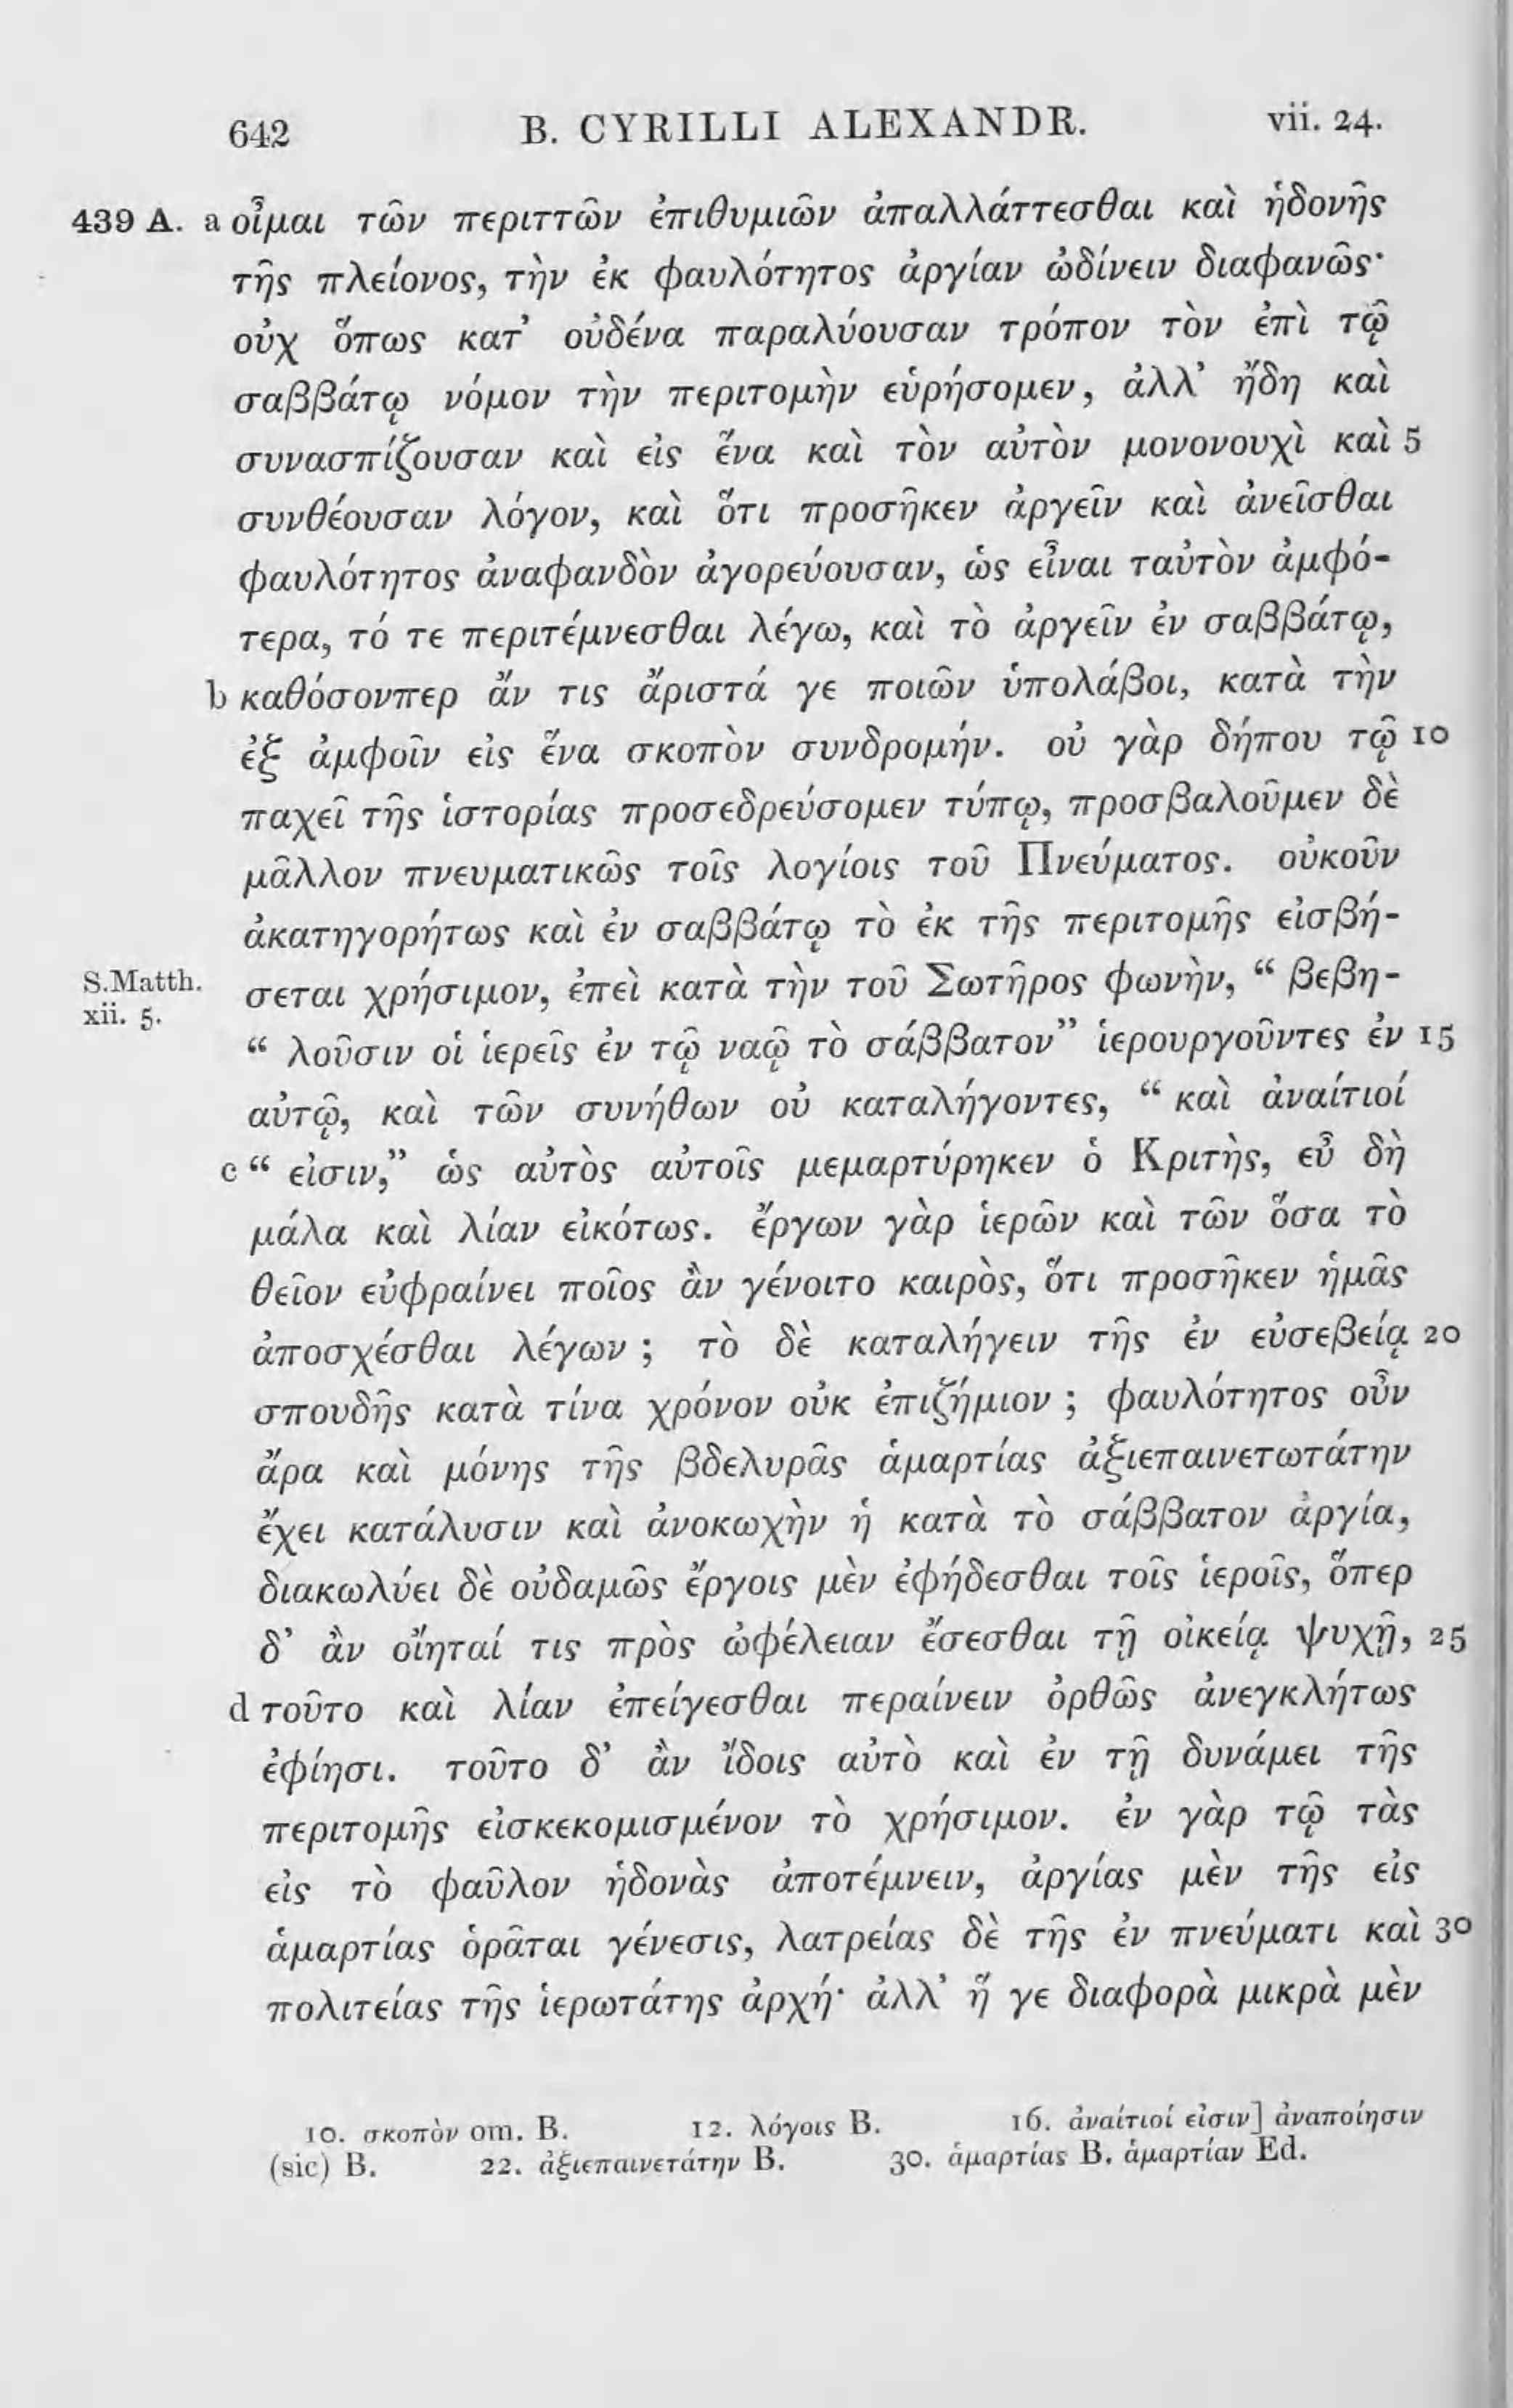 642 B. CYRILLI ALEXANDR. vii. 24.
439 A. a οἶμαι τῶν περιττῶν ἐπιθυμιῶν ἀπαλλάττεσθαι καὶ ἡδονῆς
τῆς πλείονος, τὴν ἐκ φαυλότητος ἀργίαν ὠδίνειν διαφανῶς·
οὐχ ὅπως κατ’ οὐδένα παραλύουσαν τρόπον τὸν ἐπὶ τῷ
σαββάτῳ νόμον τὴν περιτομὴν εὑρήσομεν, ἀλλ’ ἤδη καὶ
συνασπίζουσαν καὶ εἰς ἕνα καὶ τὸν αὐτὸν μονονουχὶ καὶ 5
συνθέουσαν λόγον, καὶ ὅτι προσῆκεν ἀργεῖν καὶ ἀνεῖσθαι
φαυλότητος ἀναφανδὸν ἀγορεύουσαν, ὡς εἶναι ταὐτὸν ἀμφό-
τερα, τό τε περιτέμνεσθαι λέγω, καὶ τὸ ἀργεῖν ἐν σαββάτῳ,
b καθόσονπερ ἄν τις ἄριστά γε ποιῶν ὑπολάβοι, κατὰ τὴν
ἐξ ἀμφοῖν εἰς ἕνα σκοπὸν συνδρομήν. οὐ γὰρ δήπου τῷ 10
παχεῖ τῆς ἱστορίας προσεδρεύσομεν τύπῳ, προσβαλοῦμεν δὲ
μᾶλλον πνευματικῶς τοῖς λογίοις τοῦ Πνεύματος. οὐκοῦν
ἀκατηγορήτως καὶ ἐν σαββάτῳ τὸ ἐκ τῆς περιτομῆς εἰσβή-
S.Matth. xii. 5. σεται χρήσιμον, ἐπεὶ κατὰ τὴν τοῦ Σωτῆρος φωνὴν, “ βεβη-
“ λοῦσιν οἱ ἱερεῖς ἐν τῷ ναῷ τὸ σάββατον” ἱερουργοῦντες ἐν 15
αὐτῷ, καὶ τῶν συνήθων οὐ καταλήγοντες, “ καὶ ἀναίτιοί
c “ εἰσιν,” ὡς αὐτὸς αὐτοῖς μεμαρτύρηκεν ὁ Κριτὴς, εὖ δὴ
μάλα καὶ λίαν εἰκότως. ἔργων γὰρ ἱερῶν καὶ τῶν ὅσα τὸ
θεῖον εὐφραίνει ποῖος ἂν γένοιτο καιρὸς, ὅτι προσῆκεν ἡμᾶς
ἀποσχέσθαι λέγων ; τὸ δὲ καταλήγειν τῆς ἐν εὐσεβείᾳ 20
σπουδῆς κατὰ τίνα χρόνον οὐκ ἐπιζήμιον ; φαυλότητος οὖν
ἄρα καὶ μόνης τῆς βδελυρᾶς ἁμαρτίας ἀξιεπαινετωτάτην
ἔχει κατάλυσιν καὶ ἀνοκωχὴν ἡ κατὰ τὸ σάββατον ἀργία,
διακωλύει δὲ οὐδαμῶς ἔργοις μὲν ἐφήδεσθαι τοῖς ἱεροῖς, ὅπερ
δ’ ἂν οἴηταί τις πρὸς ὠφέλειαν ἔσεσθαι τῇ οἰκείᾳ ψυχῇ, 25
d τοῦτο καὶ λίαν ἐπείγεσθαι περαίνειν ὀρθῶς ἀνεγκλήτως
ἐφίησι. τοῦτο δ’ ἂν ἴδοις αὐτὸ καὶ ἐν τῇ δυνάμει τῆς
περιτομῆς εἰσκεκομισμένον τὸ χρήσιμον. ἐν γὰρ τῷ τὰς
εἰς τὸ φαῦλον ἡδονὰς ἀποτέμνειν, ἀργίας μὲν τῆς εἰς
ἁμαρτίας ὁρᾶται γένεσις, λατρείας δὲ τῆς ἐν πνεύματι καὶ 30
πολιτείας τῆς ἱερωτάτης ἀρχή· ἀλλ’ ἥ γε διαφορὰ μικρὰ μὲν
10. σκοπὸν om. B. 12. λόγοις B. 16. ἀναίτιοί εἰσιν] ἀναποίησιν
(sic) B. 22. ἀξιεπαινετάτην B. 30. ἁμαρτίας B. ἁμαρτίαν Ed.